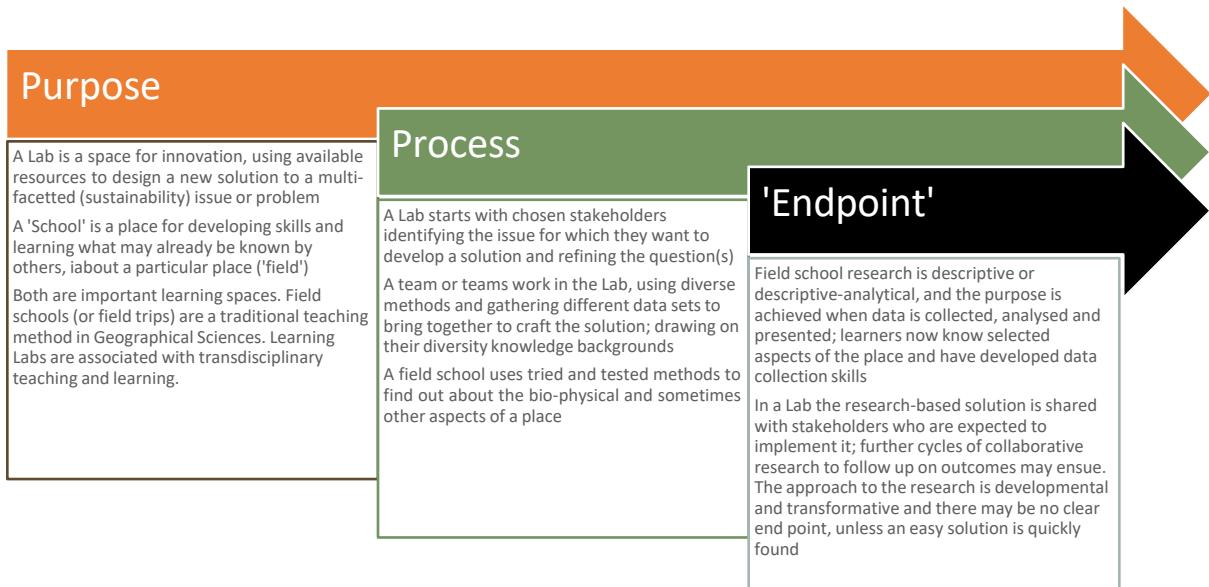 Purpose
A Lab is a space for innovation, using available
resources to design a new solution to a multi-
facetted (sustainability) issue or problem
A 'School' is a place for developing skills and
learning what may already be known by
others, iabout a particular place ('field')
Both are important learning spaces. Field
schools (or field trips) are a traditional teaching
method in Geographical Sciences. Learning
Labs are associated with transdisciplinary
teaching and learning.
Process
A Lab starts with chosen stakeholders
identifying the issue for which they want to
develop a solution and refining the question(s)
A team or teams work in the Lab, using diverse
methods and gathering different data sets to
bring together to craft the solution; drawing on
their diversity knowledge backgrounds
A field school uses tried and tested methods to
find out about the bio-physical and sometimes
other aspects of a place
'Endpoint'
Field school research is descriptive or
descriptive-analytical, and the purpose is
achieved when data is collected, analysed and
presented; learners now know selected
aspects of the place and have developed data
collection skills
In a Lab the research-based solution is shared
with stakeholders who are expected to
implement it; further cycles of collaborative
research to follow up on outcomes may ensue.
The approach to the research is developmental
and transformative and there may be no clear
end point, unless an easy solution is quickly
found